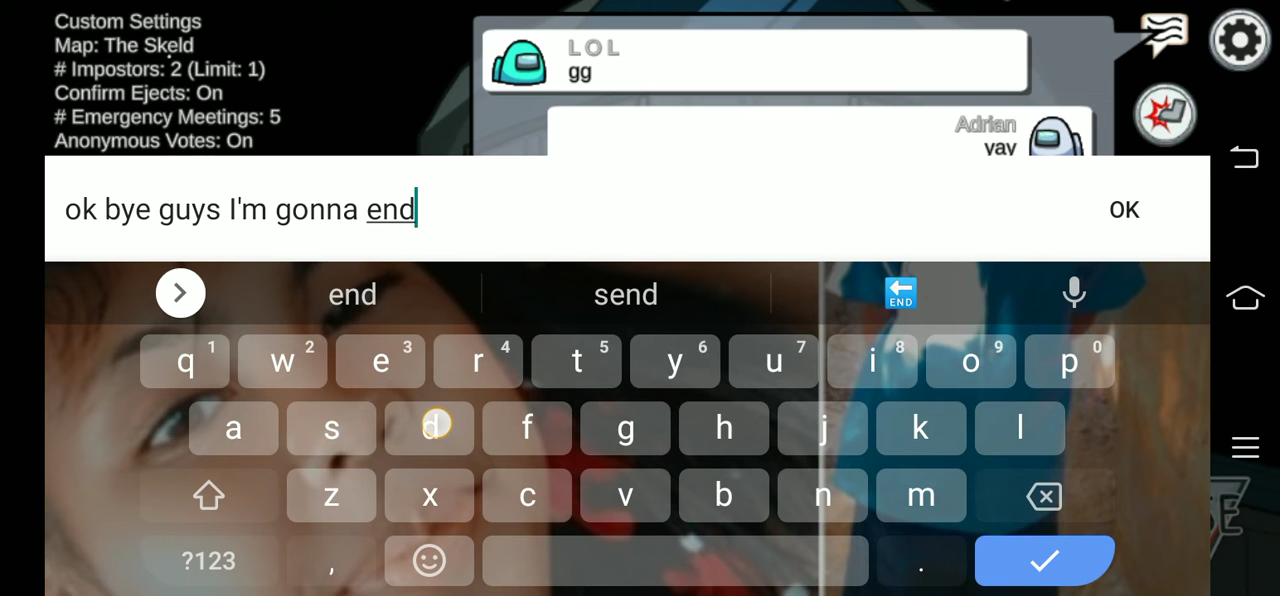 Custom Settings
Map: The Skeld
# Impostors: 2 (Limit: 1)
Confirm Ejects: On
# Emergency Meetings: 5
Anonymous Votes: On
L O L
gg
Adrian
yay
ok bye guys I'm gonna end
OK
end send END
q 1 w 2 e 3 r 4 t 5 y 6 u 7 i 8 o 9 p 0
a s d f g h j k l
z x c v b n m
?123 , .